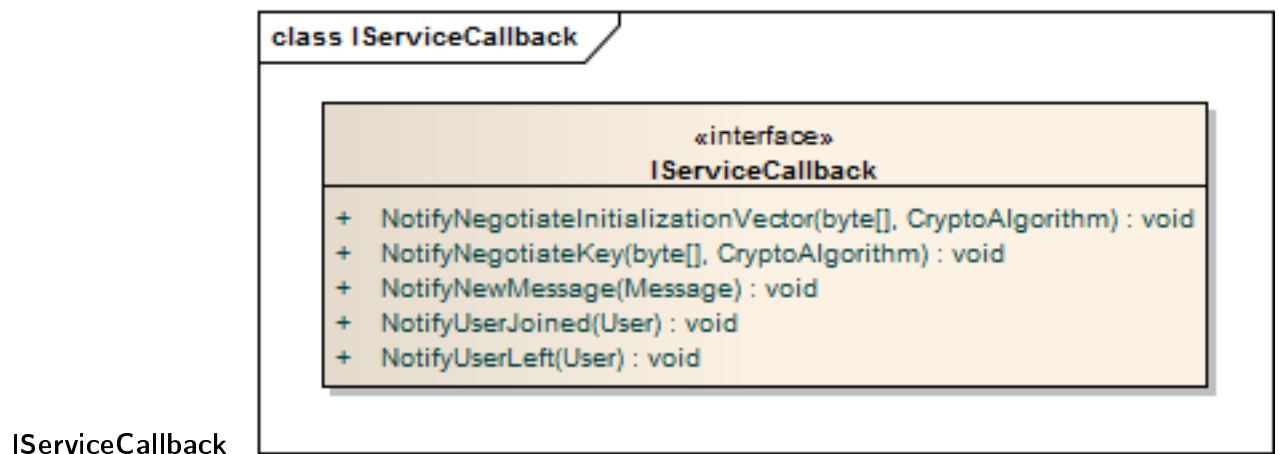 class IServiceCallback
«interface»
IServiceCallback
+ NotifyNegotiateInitializationVector(byte[], CryptoAlgorithm) : void
+ NotifyNegotiateKey(byte[], CryptoAlgorithm) : void
+ NotifyNewMessage(Message) : void
+ NotifyUserJoined(User) : void
+ NotifyUserLeft(User) : void
IServiceCallback